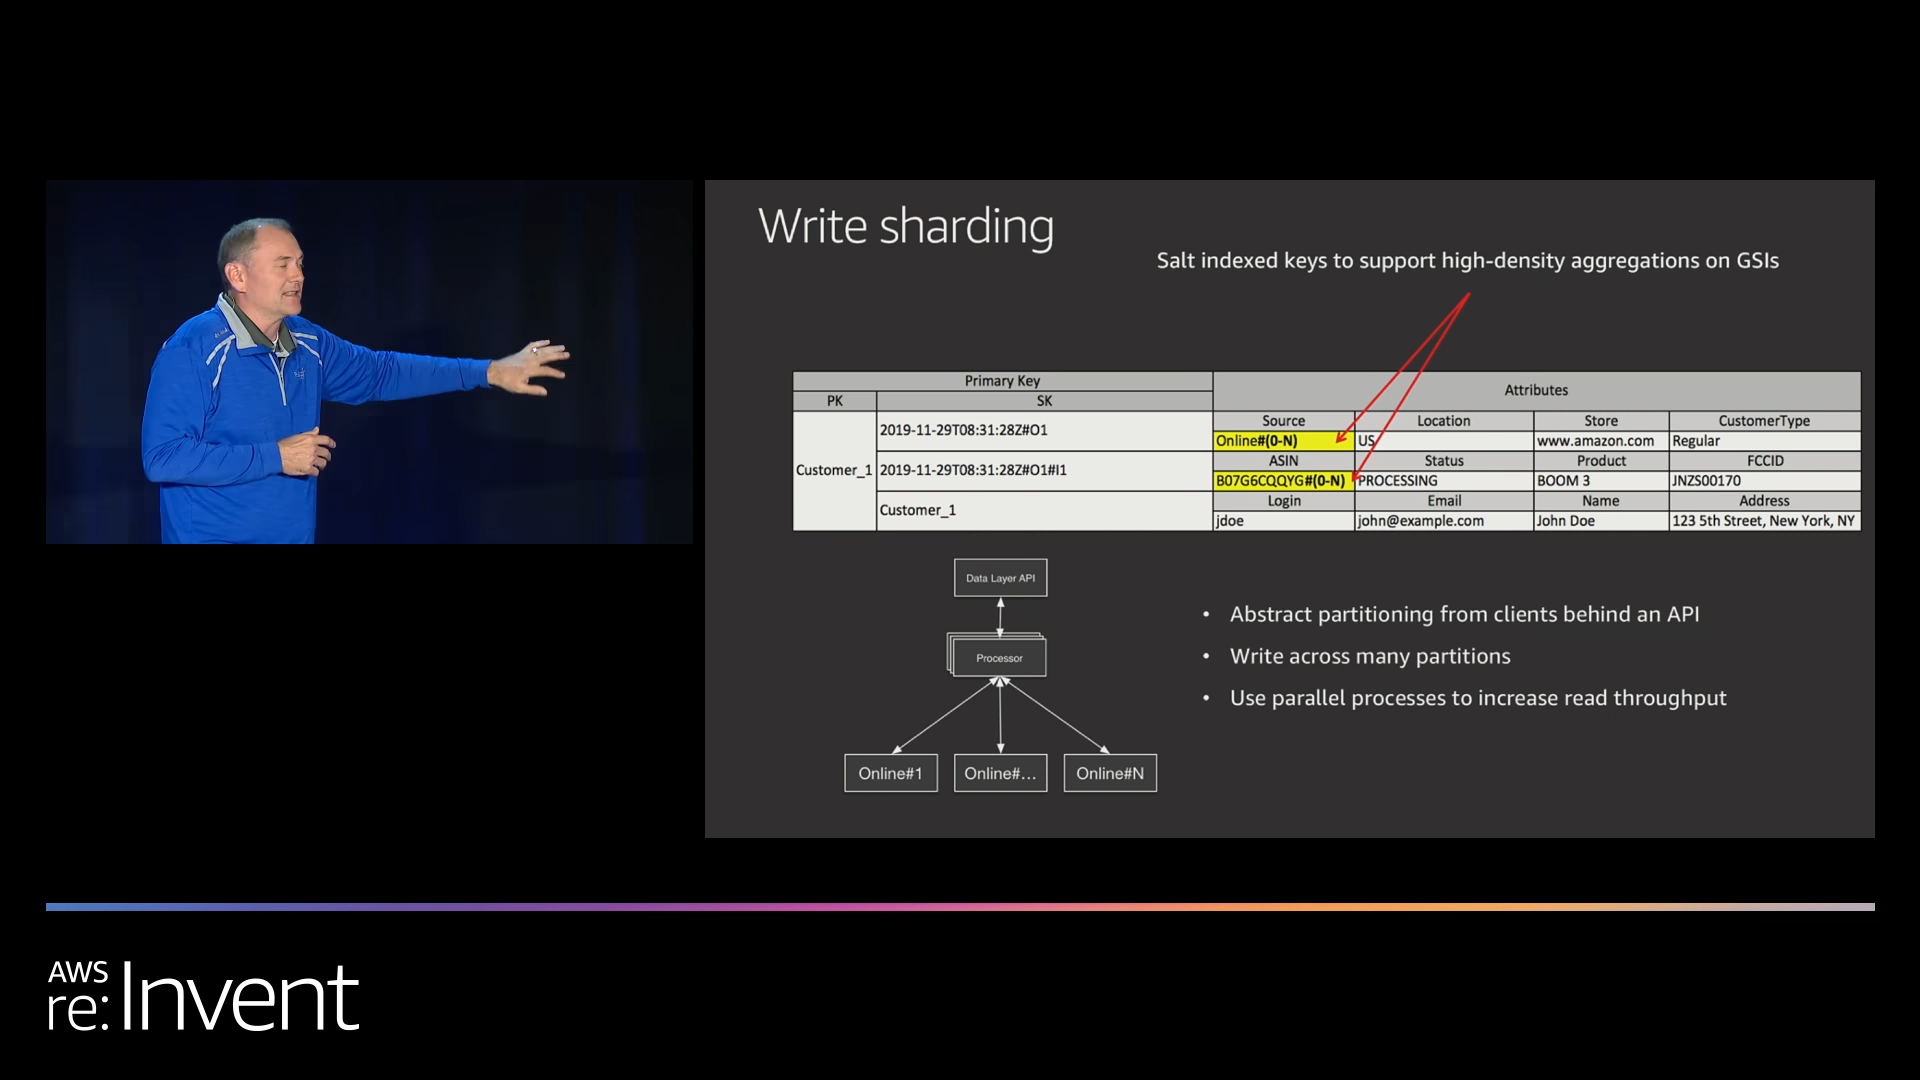 Write sharding
Salt indexed keys to support high-density aggregations on GSIs
Primary Key
Attributes
PK
SK
Customer_1
2019-11-29T08:31:28Z#O1
Source
Location
Store
CustomerType
Online#(0-N)
US
www.amazon.com
Regular
2019-11-29T08:31:28Z#O1#I1
ASIN
Status
Product
FCCID
B07G6CQQYG#(0-N)
PROCESSING
BOOM 3
JNZS00170
Customer_1
Login
Email
Name
Address
jdoe
john@example.com
John Doe
123 5th Street, New York, NY
Data Layer API
Processor
Online#1
Online#...
Online#N
• Abstract partitioning from clients behind an API
• Write across many partitions
• Use parallel processes to increase read throughput
AWS
re:Invent